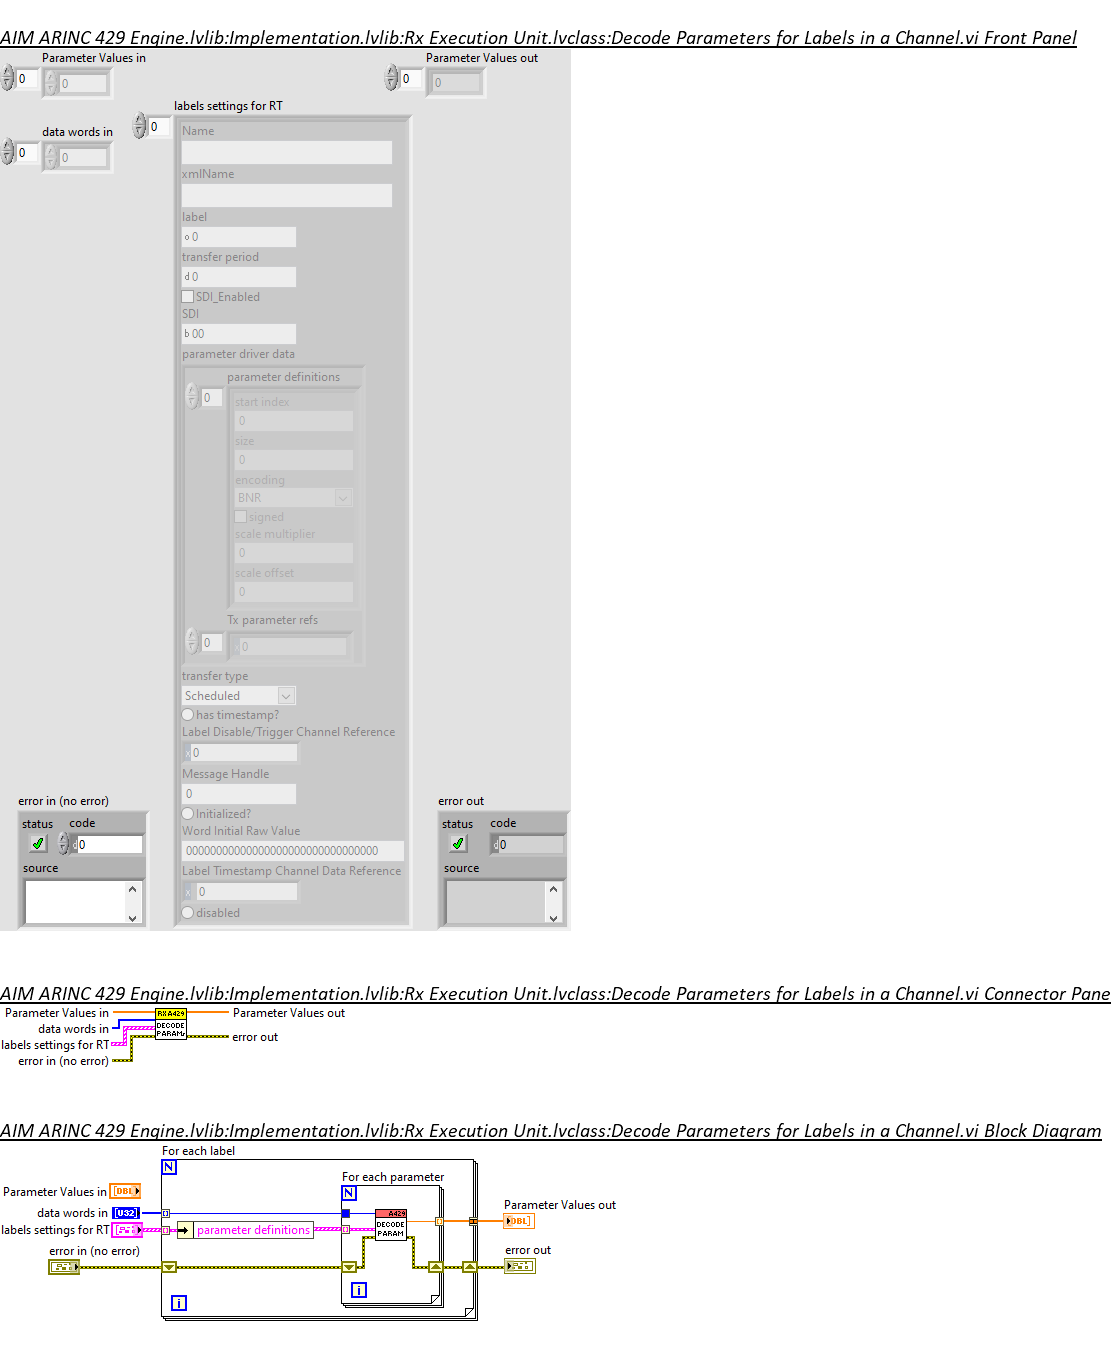 AIM ARINC 429 Engine.lvlib:Implementation.lvlib:Rx Execution Unit.lvclass:Decode Parameters for Labels in a Channel.vi Front Panel
Parameter Values in
Parameter Values out
0
0
0
0
labels settings for RT
0
data words in
0
0
Name
xmlName
label
o 0
transfer period
d 0
SDI_Enabled
SDI
b 00
parameter driver data
parameter definitions
0
start index
0
size
0
encoding
BNR
signed
scale multiplier
0
scale offset
0
Tx parameter refs
0
x 0
transfer type
Scheduled
has timestamp?
Label Disable/Trigger Channel Reference
x 0
Message Handle
0
Initialized?
Word Initial Raw Value
00000000000000000000000000000000
Label Timestamp Channel Data Reference
x 0
disabled
error in (no error)
status
code
d 0
source
error out
status
code
d 0
source
AIM ARINC 429 Engine.lvlib:Implementation.lvlib:Rx Execution Unit.lvclass:Decode Parameters for Labels in a Channel.vi Connector Pane
Parameter Values in
data words in
labels settings for RT
error in (no error)
RX A429
DECODE
PARAM
Parameter Values out
error out
AIM ARINC 429 Engine.lvlib:Implementation.lvlib:Rx Execution Unit.lvclass:Decode Parameters for Labels in a Channel.vi Block Diagram
For each label
N
For each parameter
N
Parameter Values in
[DBL]
data words in
[U32]
labels settings for RT
parameter definitions
A429
DECODE
PARAM
error in (no error)
i
i
Parameter Values out
DBL]
error out